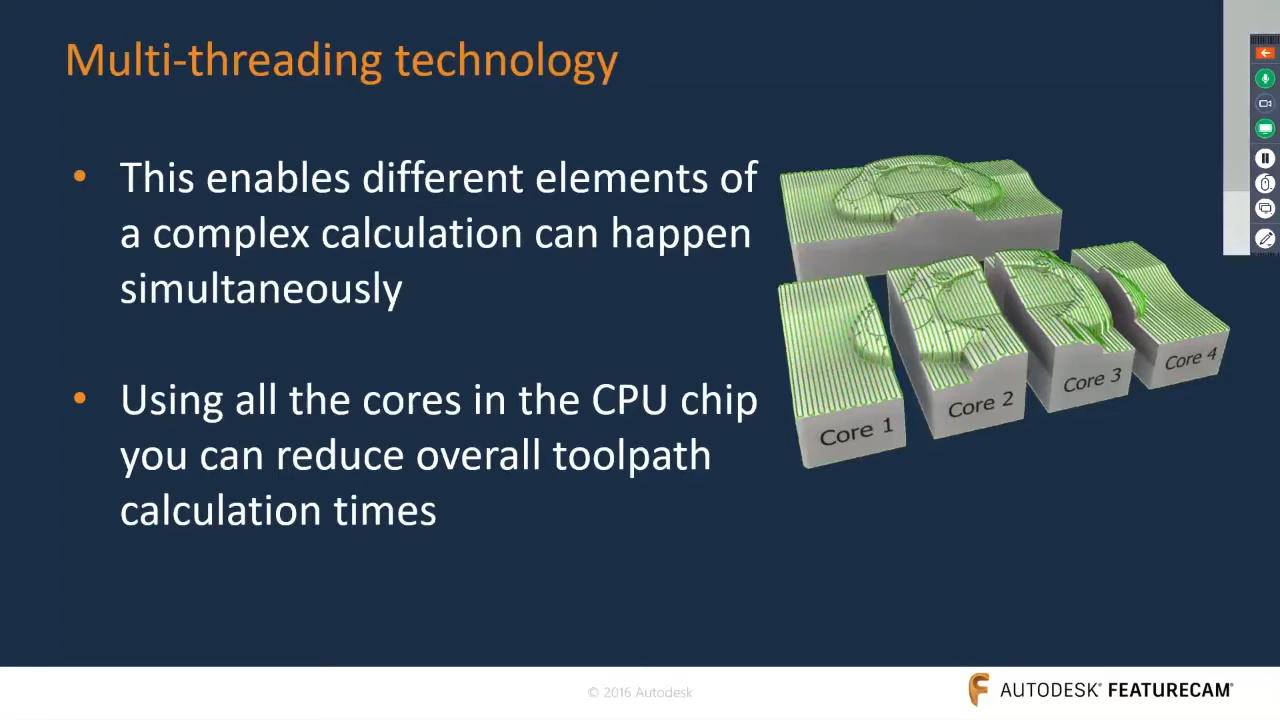 Multi-threading technology
• This enables different elements of
a complex calculation can happen
simultaneously
• Using all the cores in the CPU chip
you can reduce overall toolpath
calculation times
Core 1
Core 2
Core 3
Core 4
© 2016 Autodesk
AUTODESK® FEATURECAM®